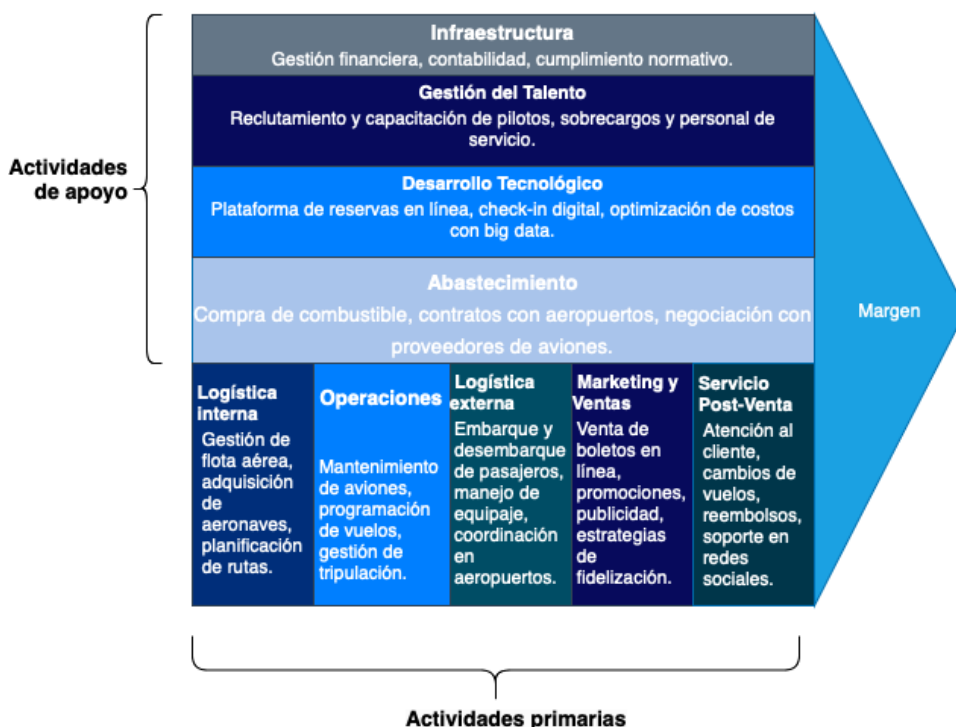 Infraestructura
Gestión financiera, contabilidad, cumplimiento normativo.
Gestión del Talento
Reclutamiento y capacitación de pilotos, sobrecargos y personal de
servicio.
Actividades
de apoyo
Desarrollo Tecnológico
Plataforma de reservas en línea, check-in digital, optimización de costos
con big data.
Abastecimiento
Compra de combustible, contratos con aeropuertos, negociación con
proveedores de aviones.
Margen
Logística
interna
Gestión de
flota aérea,
adquisición
de
aeronaves,
planificación
de rutas.
Operaciones
Mantenimiento
de aviones,
programación
de vuelos,
gestión de
tripulación.
Logística
externa
Embarque y
desembarque
de pasajeros,
manejo de
equipaje,
coordinación
en
aeropuertos.
Marketing y
Ventas
Venta de
boletos en
línea,
promociones,
publicidad,
estrategias
de
fidelización.
Servicio
Post-Venta
Atención al
cliente,
cambios de
vuelos,
reembolsos,
soporte en
redes
sociales.
Actividades primarias